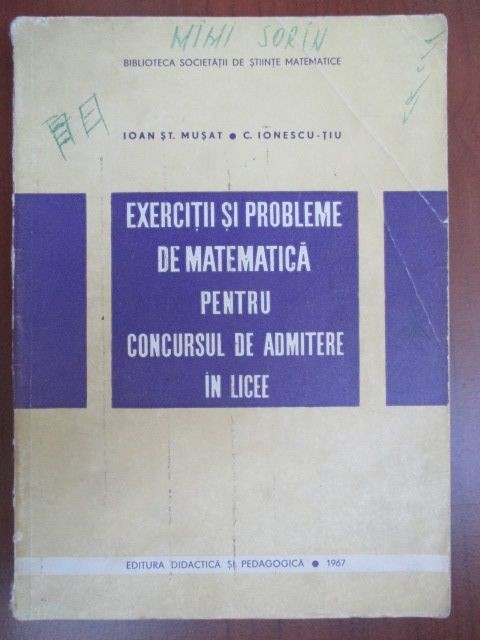 MIMI SORIN
BIBLIOTECA SOCIETĂȚII DE ȘTIINȚE MATEMATICE
IOAN ȘT. MUȘAT • C. IONESCU-ȚIU
EXERCIȚII ȘI PROBLEME
DE MATEMATICĂ
PENTRU
CONCURSUL DE ADMITERE
ÎN LICEE
EDITURA DIDACTICĂ ȘI PEDAGOGICĂ • 1967